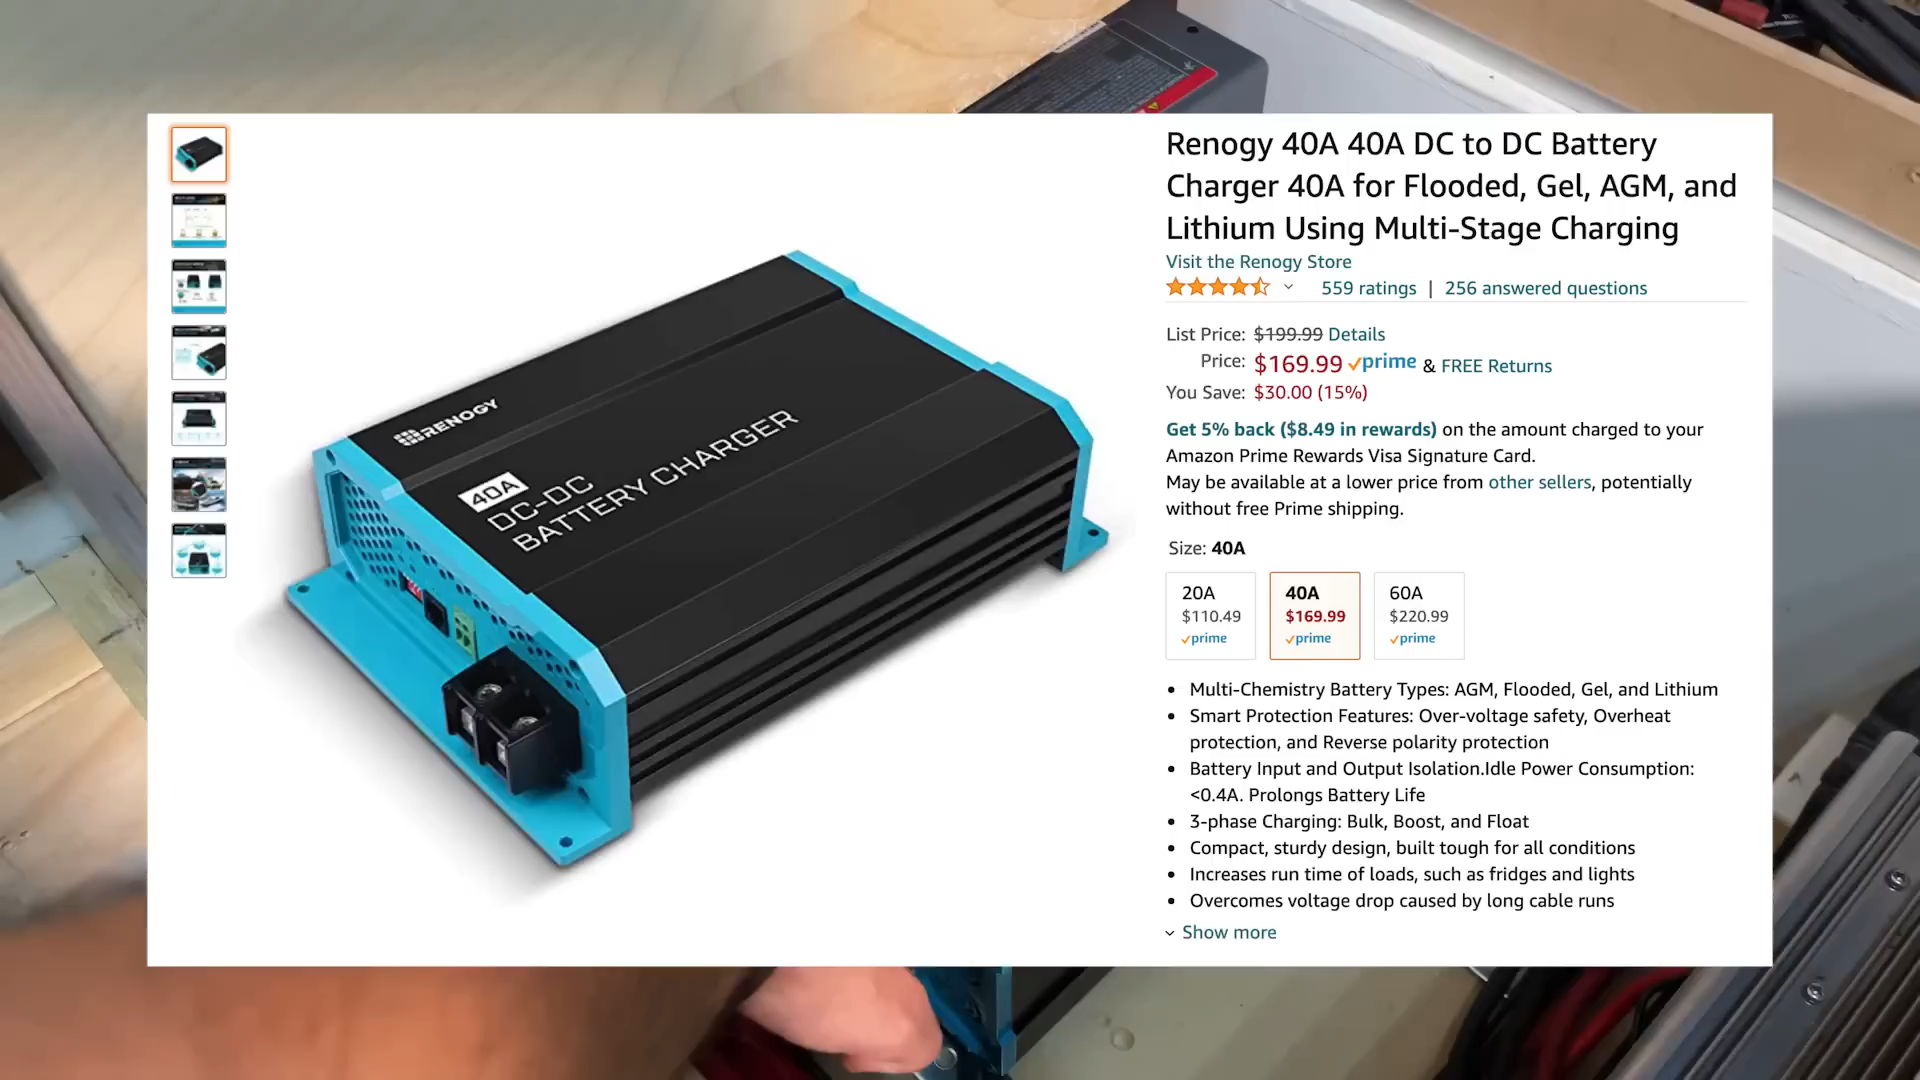 Renogy 40A 40A DC to DC Battery
Charger 40A for Flooded, Gel, AGM, and
Lithium Using Multi-Stage Charging
Visit the Renogy Store
559 ratings | 256 answered questions
List Price: $199.99 Details
Price: $169.99 prime & FREE Returns
You Save: $30.00 (15%)
Get 5% back ($8.49 in rewards) on the amount charged to your
Amazon Prime Rewards Visa Signature Card.
May be available at a lower price from other sellers, potentially
without free Prime shipping.
Size: 40A
20A
$110.49
prime
40A
$169.99
prime
60A
$220.99
prime
• Multi-Chemistry Battery Types: AGM, Flooded, Gel, and Lithium
• Smart Protection Features: Over-voltage safety, Overheat
protection, and Reverse polarity protection
• Battery Input and Output Isolation.Idle Power Consumption:
<0.4A. Prolongs Battery Life
• 3-phase Charging: Bulk, Boost, and Float
• Compact, sturdy design, built tough for all conditions
• Increases run time of loads, such as fridges and lights
• Overcomes voltage drop caused by long cable runs
Show more
RENOGY
40A
DC-DC
BATTERY CHARGER